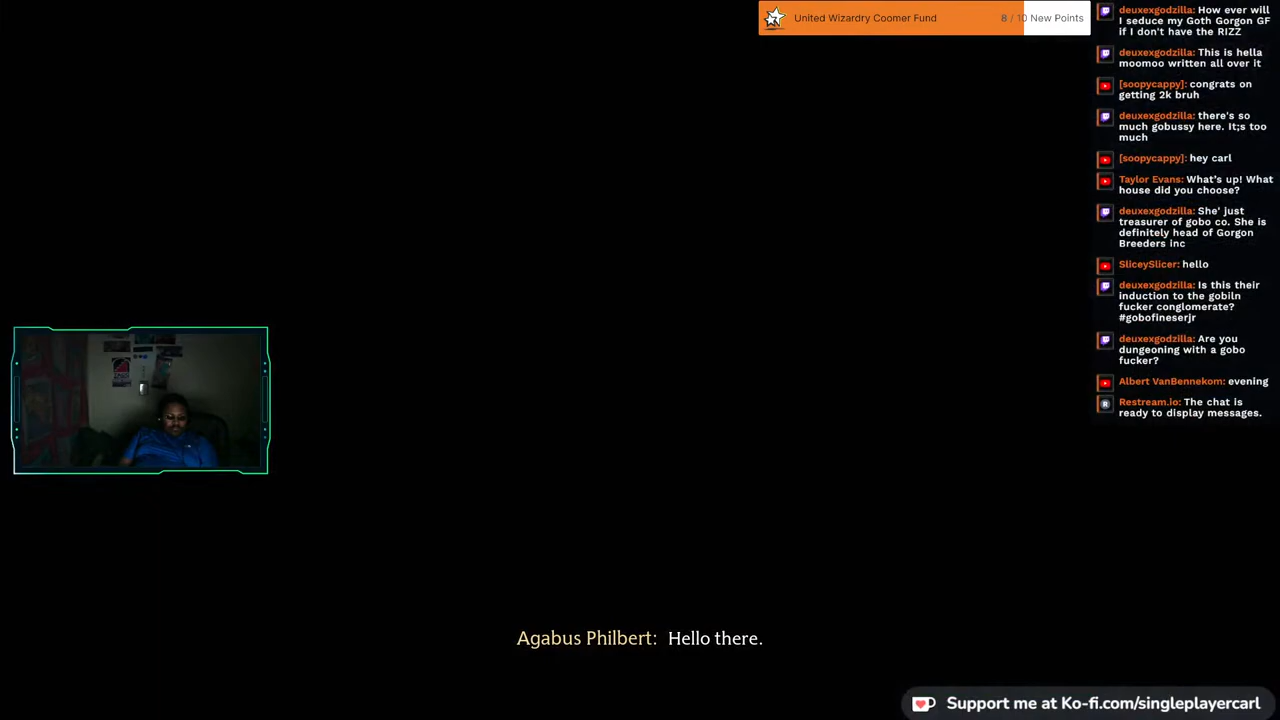 United Wizardry Coomer Fund
8 / 10 New Points
deuxexgodzilla: How ever will
I seduce my Goth Gorgon GF
if I don't have the RIZZ
deuxexgodzilla: This is hella
moomoo written all over it
[soopycappy]: congrats on
getting 2k bruh
deuxexgodzilla: there's so
much gobussy here. It;s too
much
[soopycappy]: hey carl
Taylor Evans: What's up! What
house did you choose?
deuxexgodzilla: She' just
treasurer of gobo co. She is
definitely head of Gorgon
Breeders inc
SliceySlicer: hello
deuxexgodzilla: Is this their
induction to the gobiln
fucker conglomerate?
#gobofineserjr
deuxexgodzilla: Are you
dungeoning with a gobo
fucker?
Albert VanBennekom: evening
Restream.io: The chat is
ready to display messages.
Agabus Philbert: Hello there.
Support me at Ko-fi.com/singleplayercarl